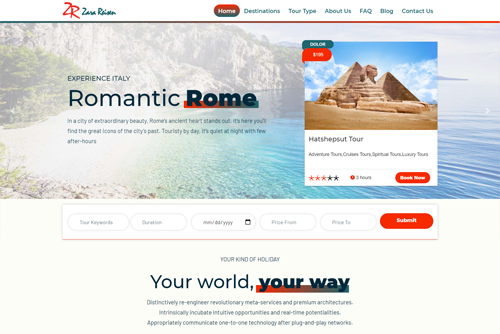 ZR Zara Reisen
Home
Destinations
Tour Type
About Us
FAQ
Blog
Contact Us
EXPERIENCE ITALY
Romantic Rome
In a city of extraordinary beauty, Rome's ancient heart stands out. It's here you'll
find the great icons of the city's past. Touristy by day, it's quiet at night with few
after-hours
DOLOR
$198
Hatshepsut Tour
Adventure Tours,Cruises Tours,Spiritual Tours,Luxury Tours
3 hours
Book Now
Tour Keywords
Duration
mm/dd/yyyy
Price From
Price To
Submit
YOUR KIND OF HOLIDAY
Your world, your way
Distinctively re-engineer revolutionary meta-services and premium architectures.
Intrinsically incubate intuitive opportunities and real-time potentialities.
Appropriately communicate one-to-one technology after plug-and-play networks.